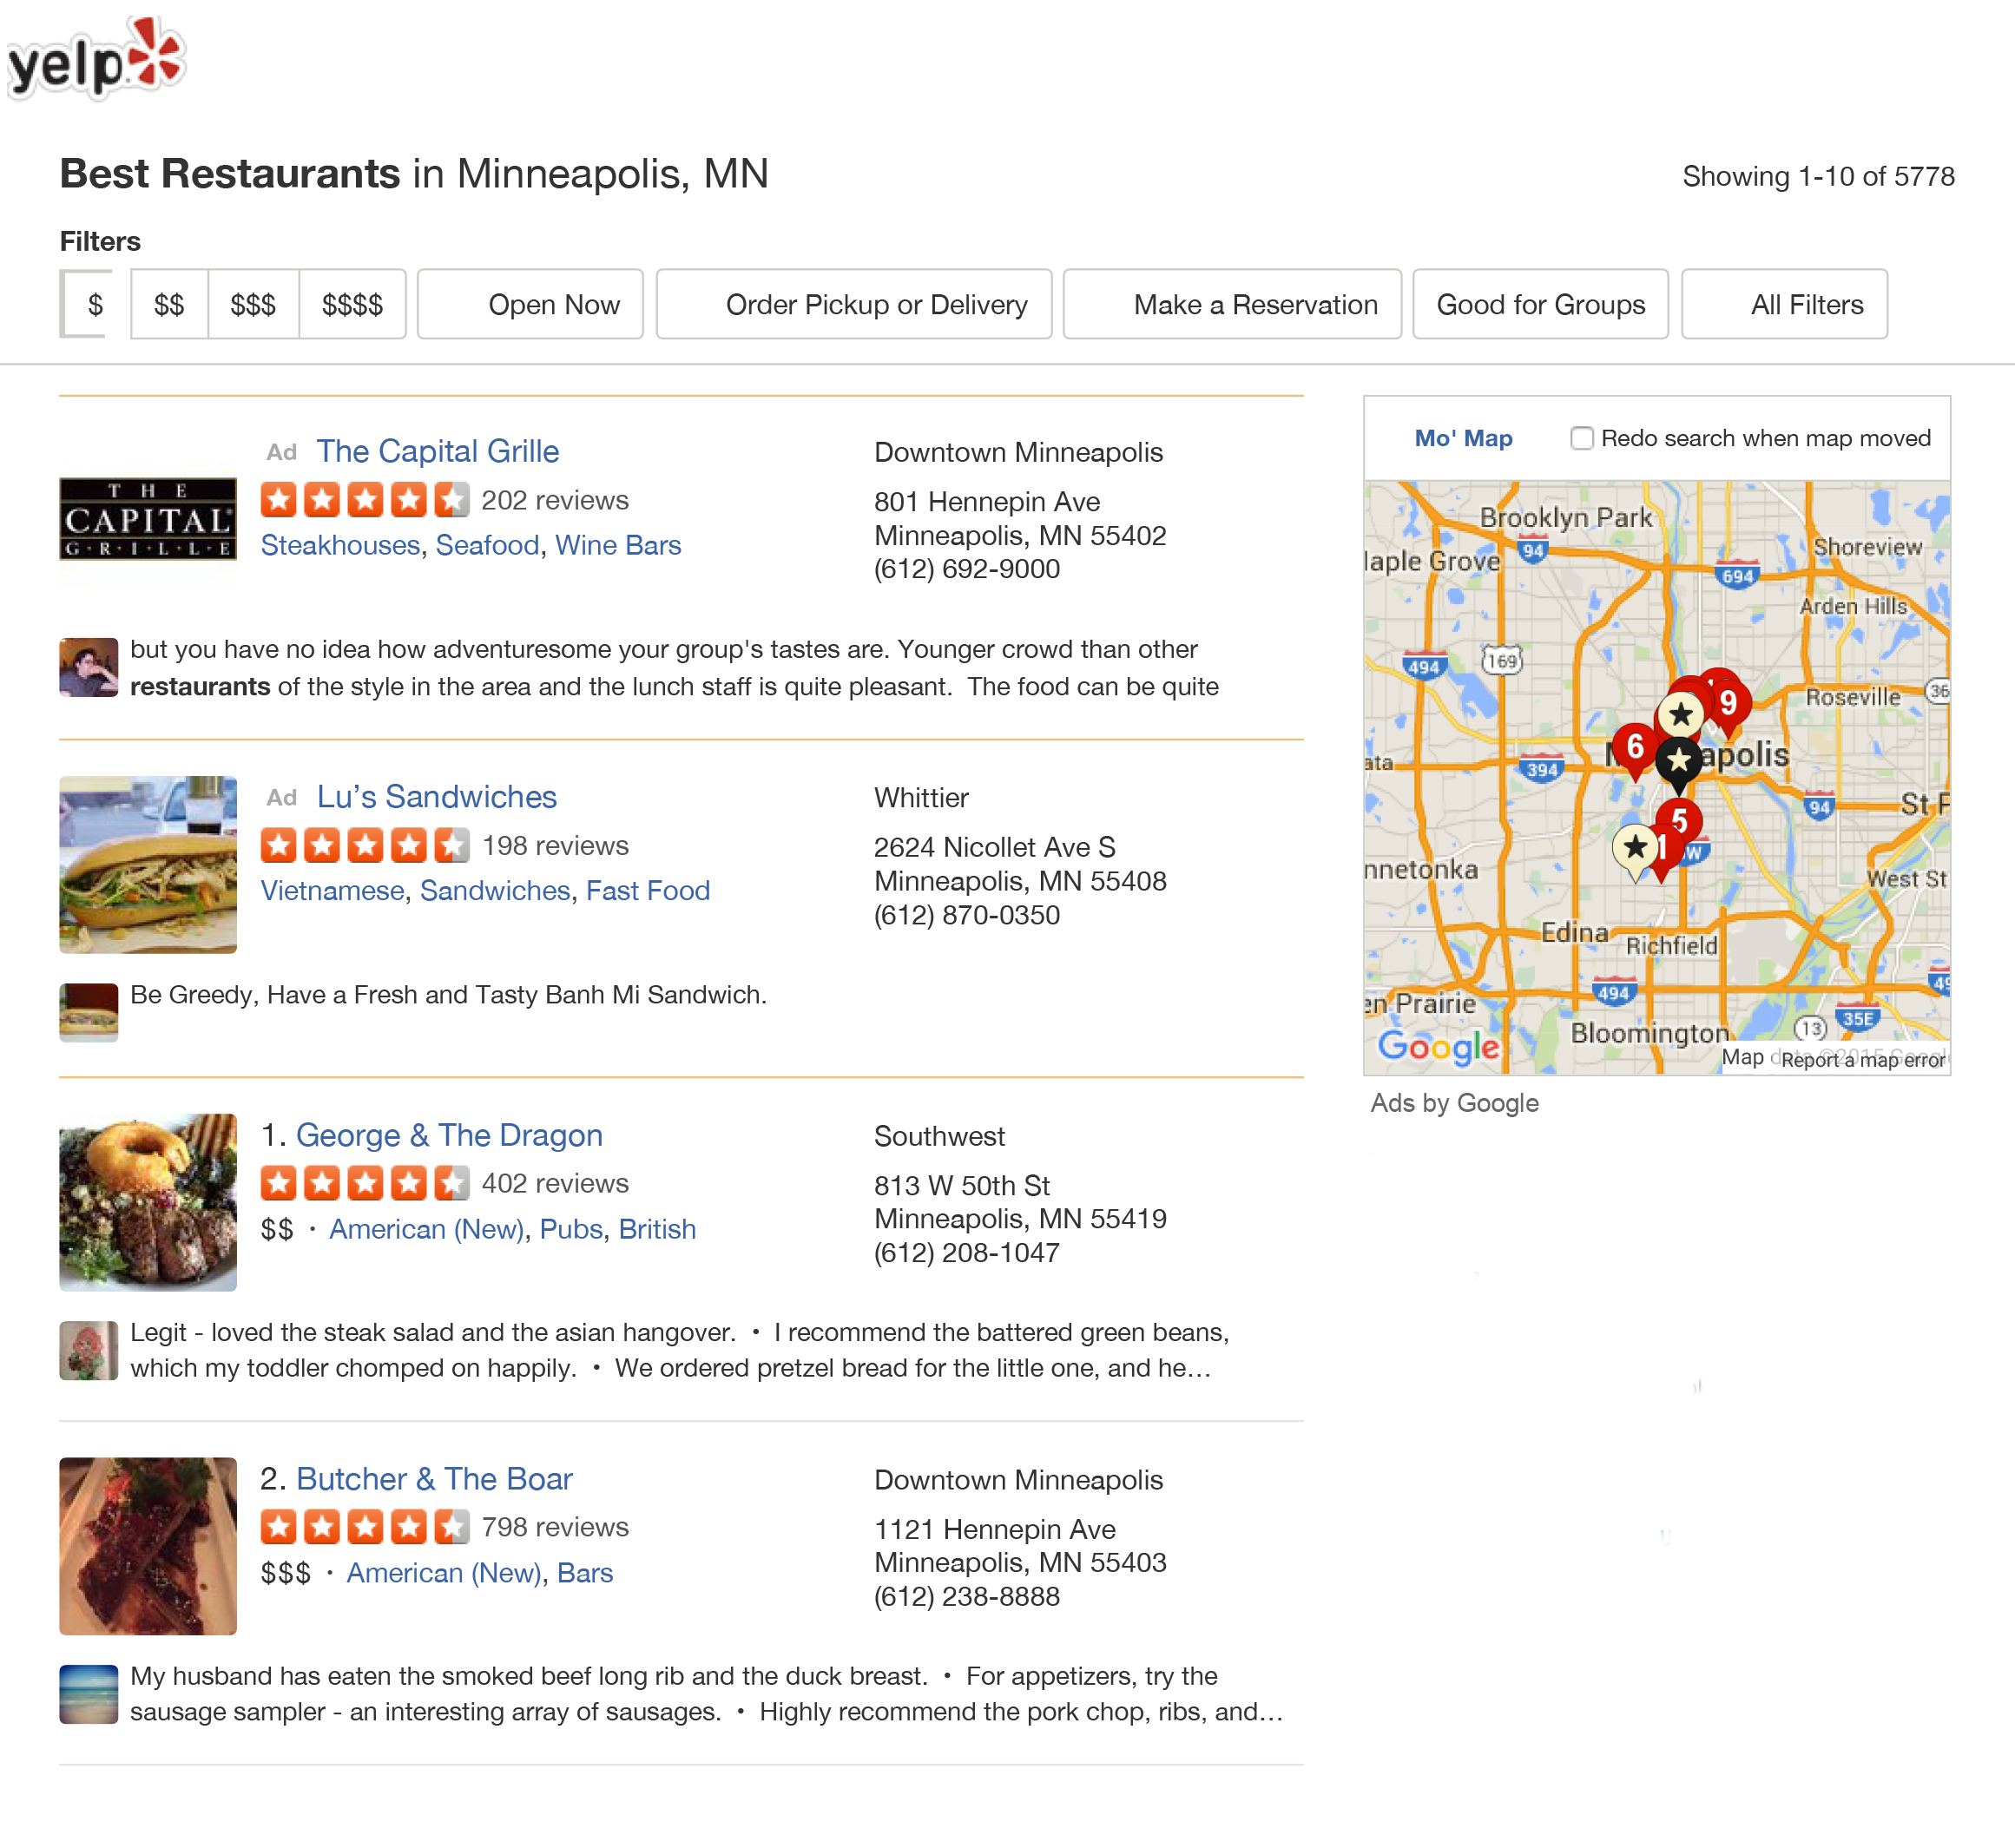 yelp
Best Restaurants in Minneapolis, MN
Showing 1-10 of 5778
Filters
$ $$ $$$ $$$$ Open Now Order Pickup or Delivery Make a Reservation Good for Groups All Filters
THE
CAPITAL
G·R·I·L·L·E
Ad The Capital Grille
202 reviews
Steakhouses, Seafood, Wine Bars
Downtown Minneapolis
801 Hennepin Ave
Minneapolis, MN 55402
(612) 692-9000
but you have no idea how adventuresome your group's tastes are. Younger crowd than other
restaurants of the style in the area and the lunch staff is quite pleasant. The food can be quite
Ad Lu’s Sandwiches
198 reviews
Vietnamese, Sandwiches, Fast Food
Whittier
2624 Nicollet Ave S
Minneapolis, MN 55408
(612) 870-0350
Be Greedy, Have a Fresh and Tasty Banh Mi Sandwich.
1. George & The Dragon
402 reviews
$$ · American (New), Pubs, British
Southwest
813 W 50th St
Minneapolis, MN 55419
(612) 208-1047
Legit - loved the steak salad and the asian hangover. • I recommend the battered green beans,
which my toddler chomped on happily. • We ordered pretzel bread for the little one, and he…
2. Butcher & The Boar
798 reviews
$$$ · American (New), Bars
Downtown Minneapolis
1121 Hennepin Ave
Minneapolis, MN 55403
(612) 238-8888
My husband has eaten the smoked beef long rib and the duck breast. • For appetizers, try the
sausage sampler - an interesting array of sausages. • Highly recommend the pork chop, ribs, and…
Mo' Map
Redo search when map moved
Brooklyn Park
94
Shoreview
aple Grove
694
Arden Hills
494
169
Roseville
36
9
6
apolis
ata
394
94
St P
5
1
W
nnetonka
West St
Edina
Richfield
494
49
en Prairie
35E
13
Bloomington
Google
Map
Report a map error
Ads by Google